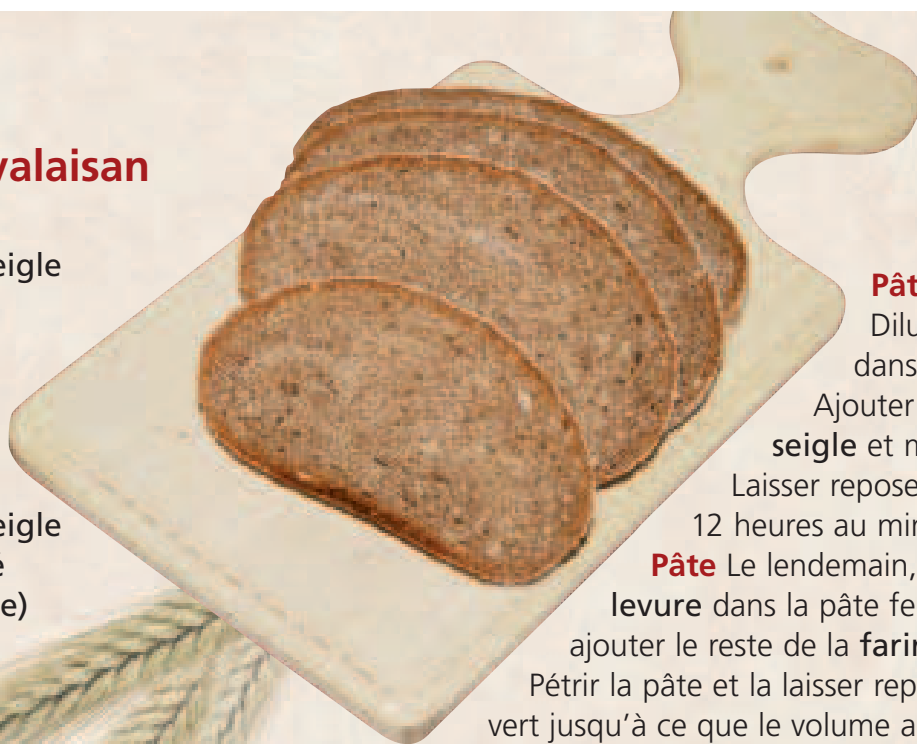 valaisan
eigle
eigle
e
e)
Pât
Dilu
dans
Ajouter
seigle et m
Laisser repose
12 heures au min
Pâte Le lendemain,
levure dans la pâte fe
ajouter le reste de la farin
Pétrir la pâte et la laisser rep
vert jusqu'à ce que le volume a